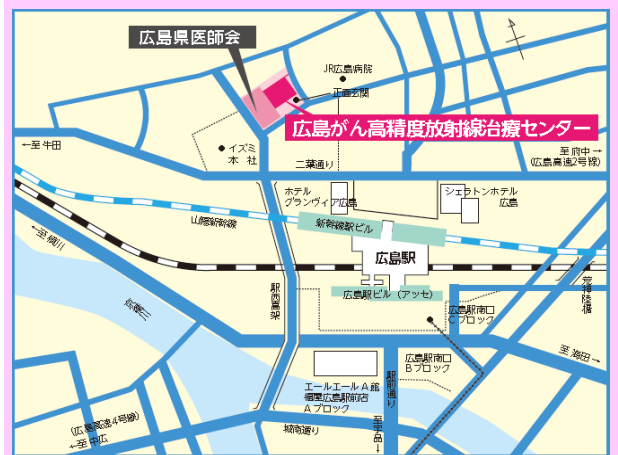 広島県医師会
JR広島病院
正面玄関
広島がん高精度放射線治療センター
←至 牛田
イズミ
本 社
二葉通り
至 府中→
(広島高速2号線)
ホテル
グランヴィア広島
シェラトンホテル
広島
山陽新幹線
新幹線駅ビル
←至 横川
広島駅
駅西高架
荒神陸橋
広島駅ビル（アッセ）
広島駅南口
Cブロック
京橋川
至 海田→
広島駅南口
Bブロック
エールエールA館
福屋広島駅前店
Aブロック
駅前通り
(広島高速4号線)
←至 中広
城南通り
至 宇品→